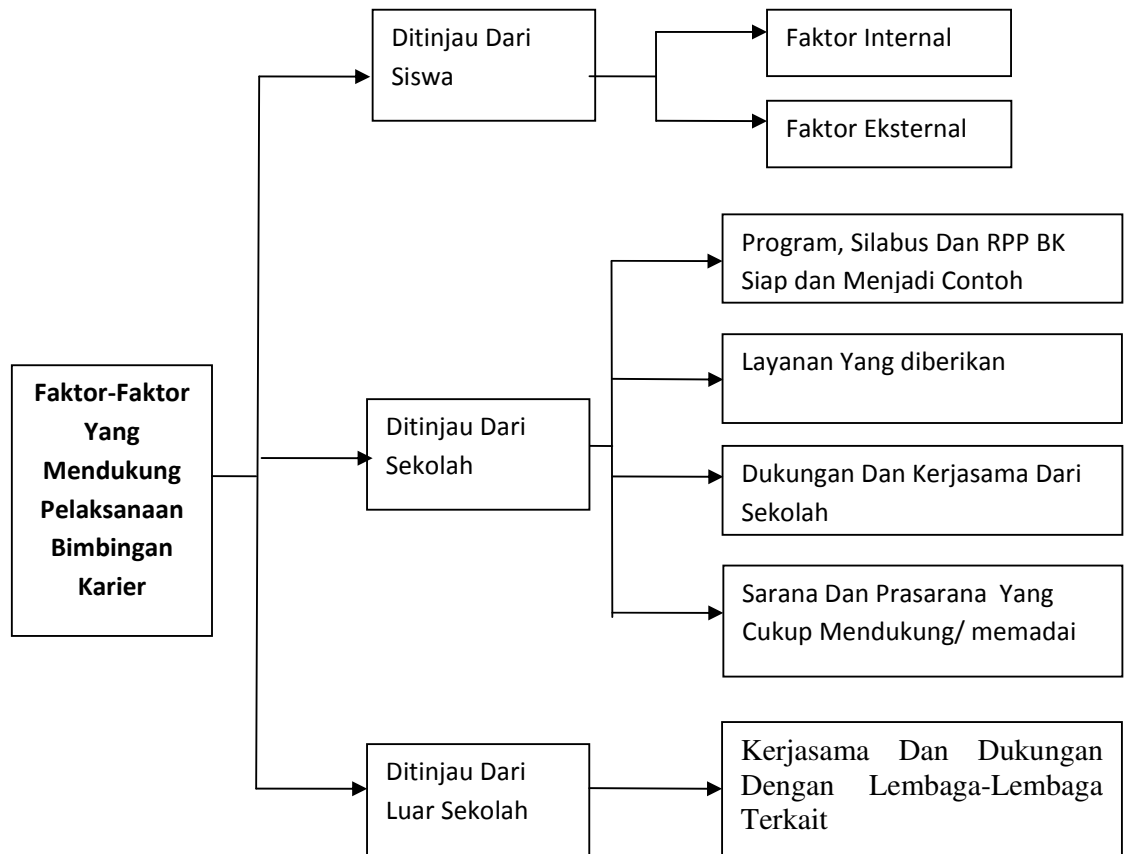 Ditinjau Dari
Siswa
Faktor Internal
Faktor Eksternal
Faktor-Faktor
Yang
Mendukung
Pelaksanaan
Bimbingan
Karier
Ditinjau Dari
Sekolah
Program, Silabus Dan RPP BK
Siap dan Menjadi Contoh
Layanan Yang diberikan
Dukungan Dan Kerjasama Dari
Sekolah
Sarana Dan Prasarana Yang
Cukup Mendukung/ memadai
Ditinjau Dari
Luar Sekolah
Kerjasama Dan Dukungan
Dengan Lembaga-Lembaga
Terkait